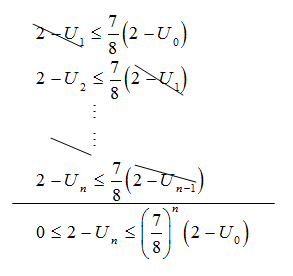 2 − U₁ ≤ 7/8 (2 − U₀)
2 − U₂ ≤ 7/8 (2 − U₁)
⋮
⋮
2 − Uₙ ≤ 7/8 (2 − Uₙ₋₁)
0 ≤ 2 − Uₙ ≤ (7/8)ⁿ (2 − U₀)